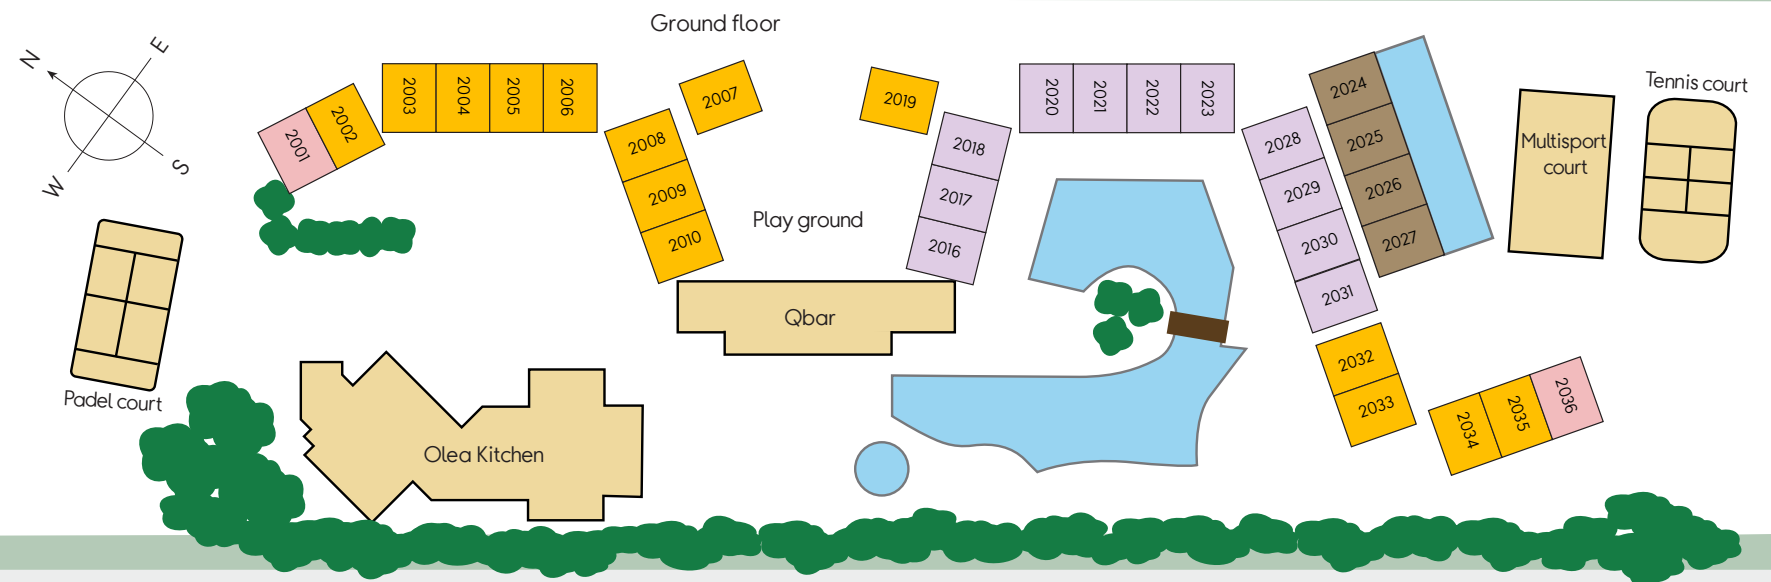 Ground floor
N
E
S
W
2001
2002
2003
2004
2005
2006
2007
2008
2009
2010
2019
2018
2017
2016
2020
2021
2022
2023
2028
2029
2030
2031
2024
2025
2026
2027
2032
2033
2034
2035
2036
Multisport
court
Tennis court
Play ground
Qbar
Padel court
Olea Kitchen